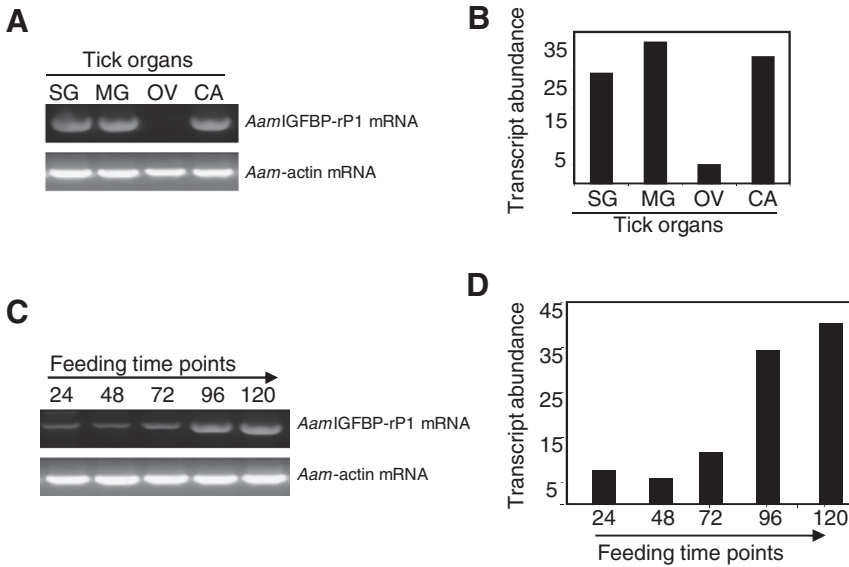 A
Tick organs
SG MG OV CA
AamIGFBP-rP1 mRNA
Aam-actin mRNA
B
Transcript abundance
35
25
15
5
SG MG OV CA
Tick organs
C
Feeding time points
24 48 72 96 120
AamIGFBP-rP1 mRNA
Aam-actin mRNA
D
Transcript abundance
45
35
25
15
5
24 48 72 96 120
Feeding time points